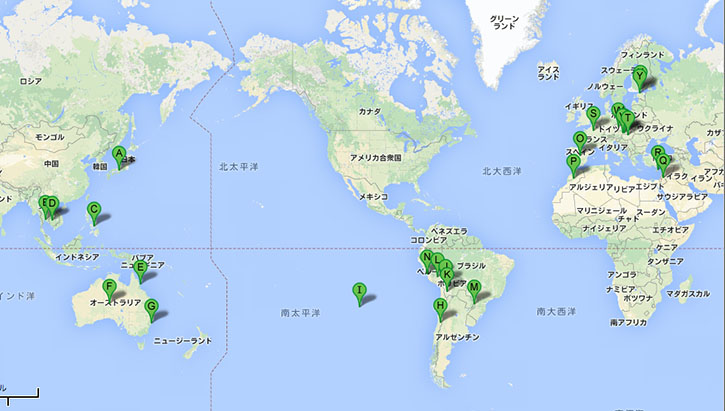 グリーン
ランド
アイス
ランド
フィンランド
スウェーデ
ノルウェー
ロシア
イギリス
カナダ
ウクライナ
フランス
ドイツ
イタリア
スペイン
モンゴル
中国
韓国
日本
北太平洋
アメリカ合衆国
北大西洋
メキシコ
イラク
イラン
アルジェリア
リビア
エジプト
サウジアラビア
マリ
ニジェール
スーダン
チャド
ナイジェリア
エチオピア
ケニア
タンザニア
ベネズエラ
コロンビア
ペルー
ブラジル
ボリビア
インドネシア
パプア
ニューギニア
オーストラリア
インド洋
南太平洋
南大西洋
アンゴラ
ナミビア
ボツワナ
マダガスカル
南アフリカ
アルゼンチン
ニュージーランド
A
D
C
E
F
G
H
I
N
L
K
M
O
P
Q
R
S
T
Y